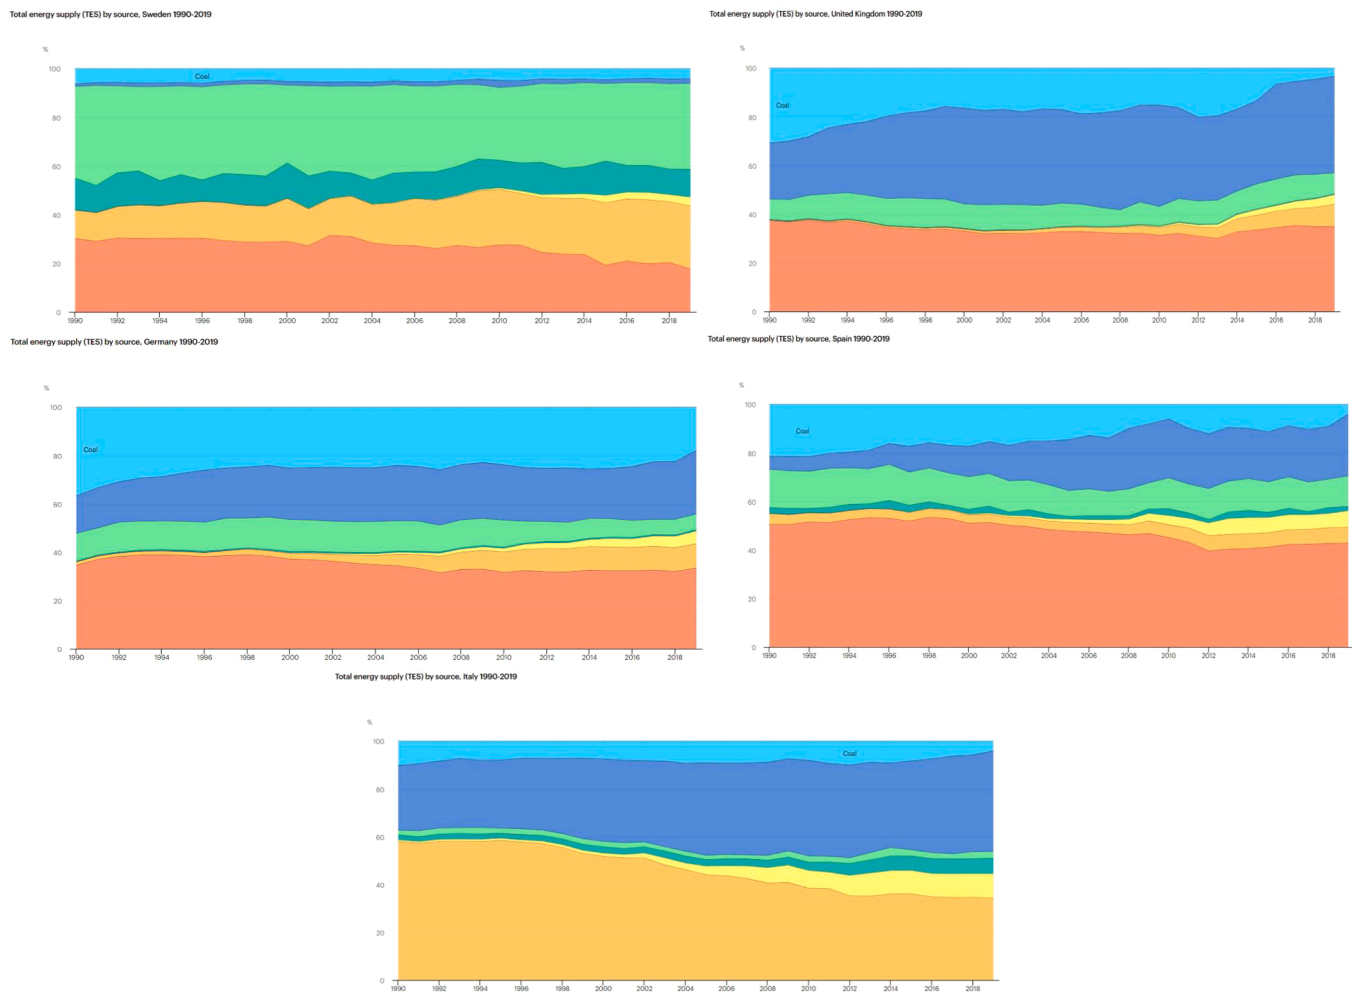 Total energy supply (TES) by source, Sweden 1990-2019
%
100
80
60
40
20
0
Coal
1990 1992 1994 1996 1998 2000 2002 2004 2006 2008 2010 2012 2014 2016 2018
Total energy supply (TES) by source, United Kingdom 1990-2019
%
100
80
60
40
20
0
Coal
1990 1992 1994 1996 1998 2000 2002 2004 2006 2008 2010 2012 2014 2016 2018
Total energy supply (TES) by source, Germany 1990-2019
%
100
80
60
40
20
0
Coal
1990 1992 1994 1996 1998 2000 2002 2004 2006 2008 2010 2012 2014 2016 2018
Total energy supply (TES) by source, Spain 1990-2019
%
100
80
60
40
20
0
Coal
1990 1992 1994 1996 1998 2000 2002 2004 2006 2008 2010 2012 2014 2016 2018
Total energy supply (TES) by source, Italy 1990-2019
%
100
80
60
40
20
0
Coal
1990 1992 1994 1996 1998 2000 2002 2004 2006 2008 2010 2012 2014 2016 2018